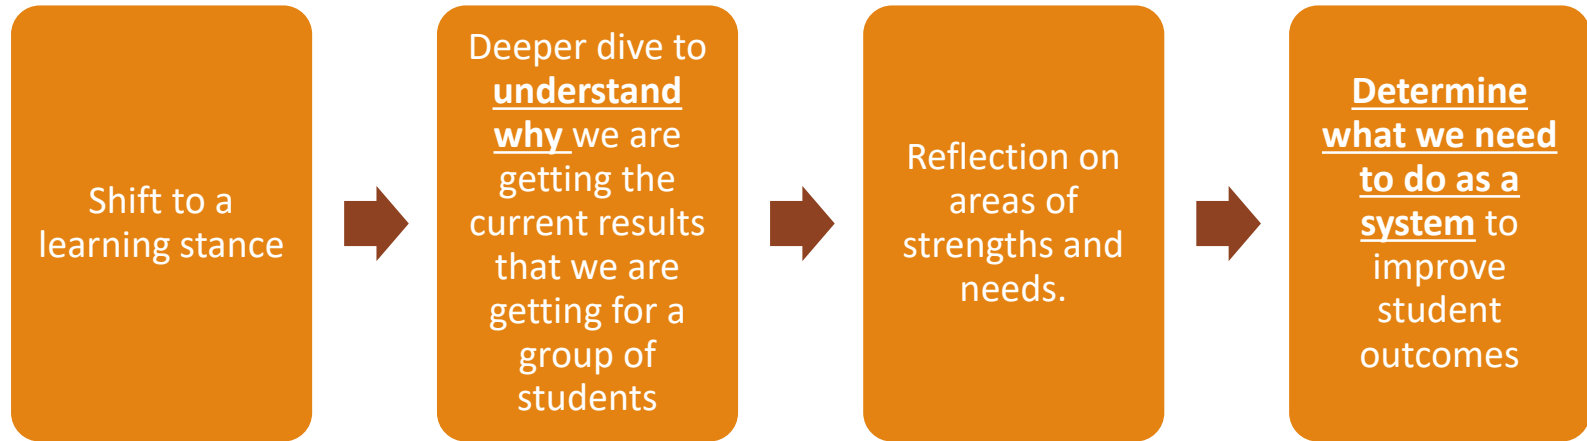 Shift to a
learning stance
Deeper dive to
understand
why we are
getting the
current results
that we are
getting for a
group of
students
Reflection on
areas of
strengths and
needs.
Determine
what we need
to do as a
system to
improve
student
outcomes